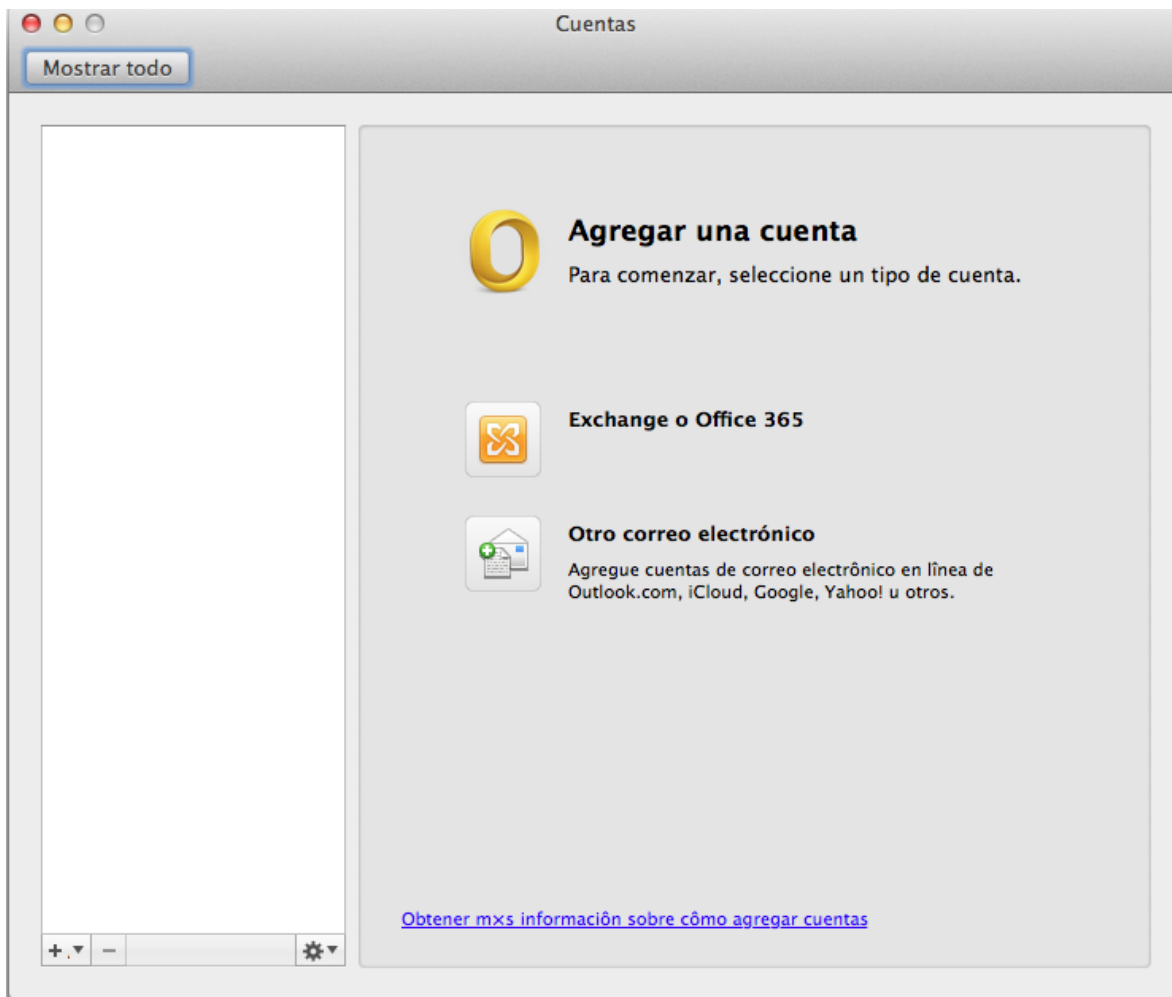 Cuentas
Mostrar todo
Agregar una cuenta
Para comenzar, seleccione un tipo de cuenta.
Exchange o Office 365
Otro correo electrónico
Agregue cuentas de correo electrônico en lînea de
Outlook.com, iCloud, Google, Yahoo! u otros.
Obtener m×s informaciôn sobre cômo agregar cuentas